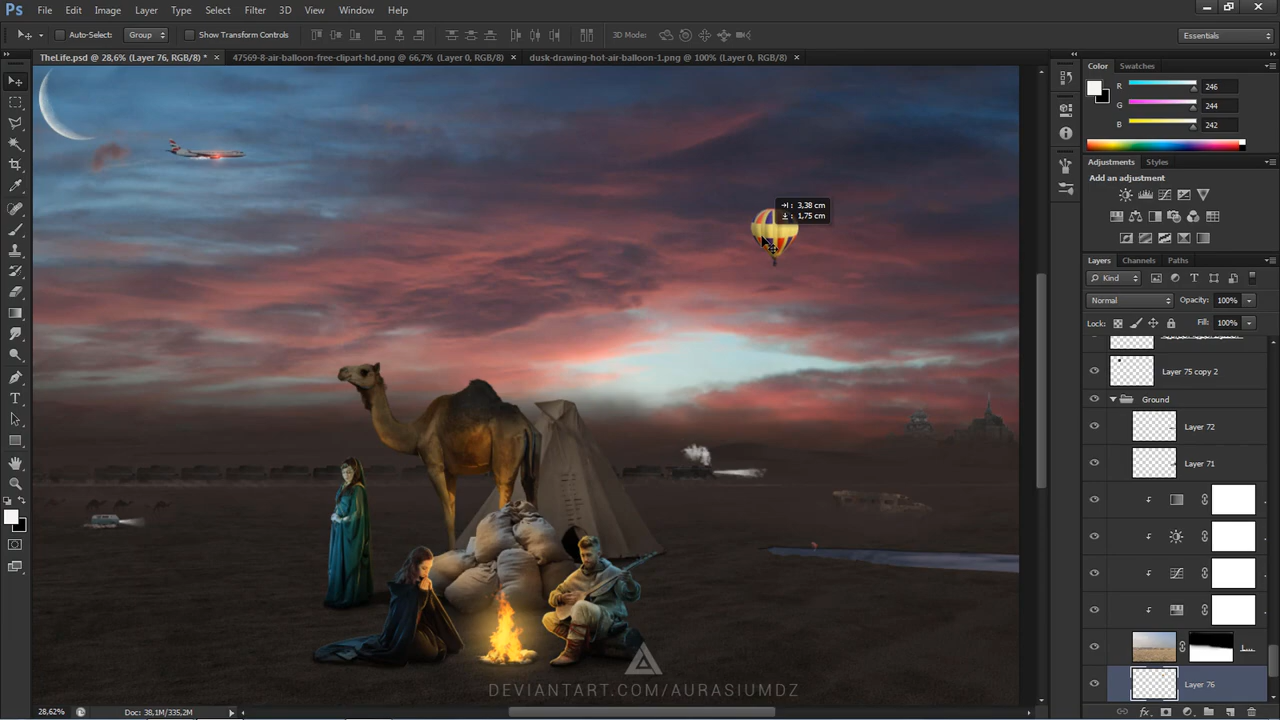 Ps File Edit Image Layer Type Select Filter 3D View Window Help
Auto-Select: Group Show Transform Controls 3D Mode: Essentials
TheLife.psd @ 28,6% (Layer 76, RGB/8) * × 47569-8-air-balloon-free-clipart-hd.png @ 66,7% (Layer 0, RGB/8) × dusk-drawing-hot-air-balloon-1.png @ 100% (Layer 0, RGB/8) ×
Color Swatches
R 246
G 244
B 242
Adjustments Styles
Add an adjustment
: 3,38 cm
: 1,75 cm
Layers Channels Paths
Kind
Normal Opacity: 100%
Lock: Fill: 100%
Layer 75 copy 2
Ground
Layer 72
Layer 71
Layer 76
DEVIANTART.COM/AURASIUMDZ
28,62% Doc: 38,1M/335,2M